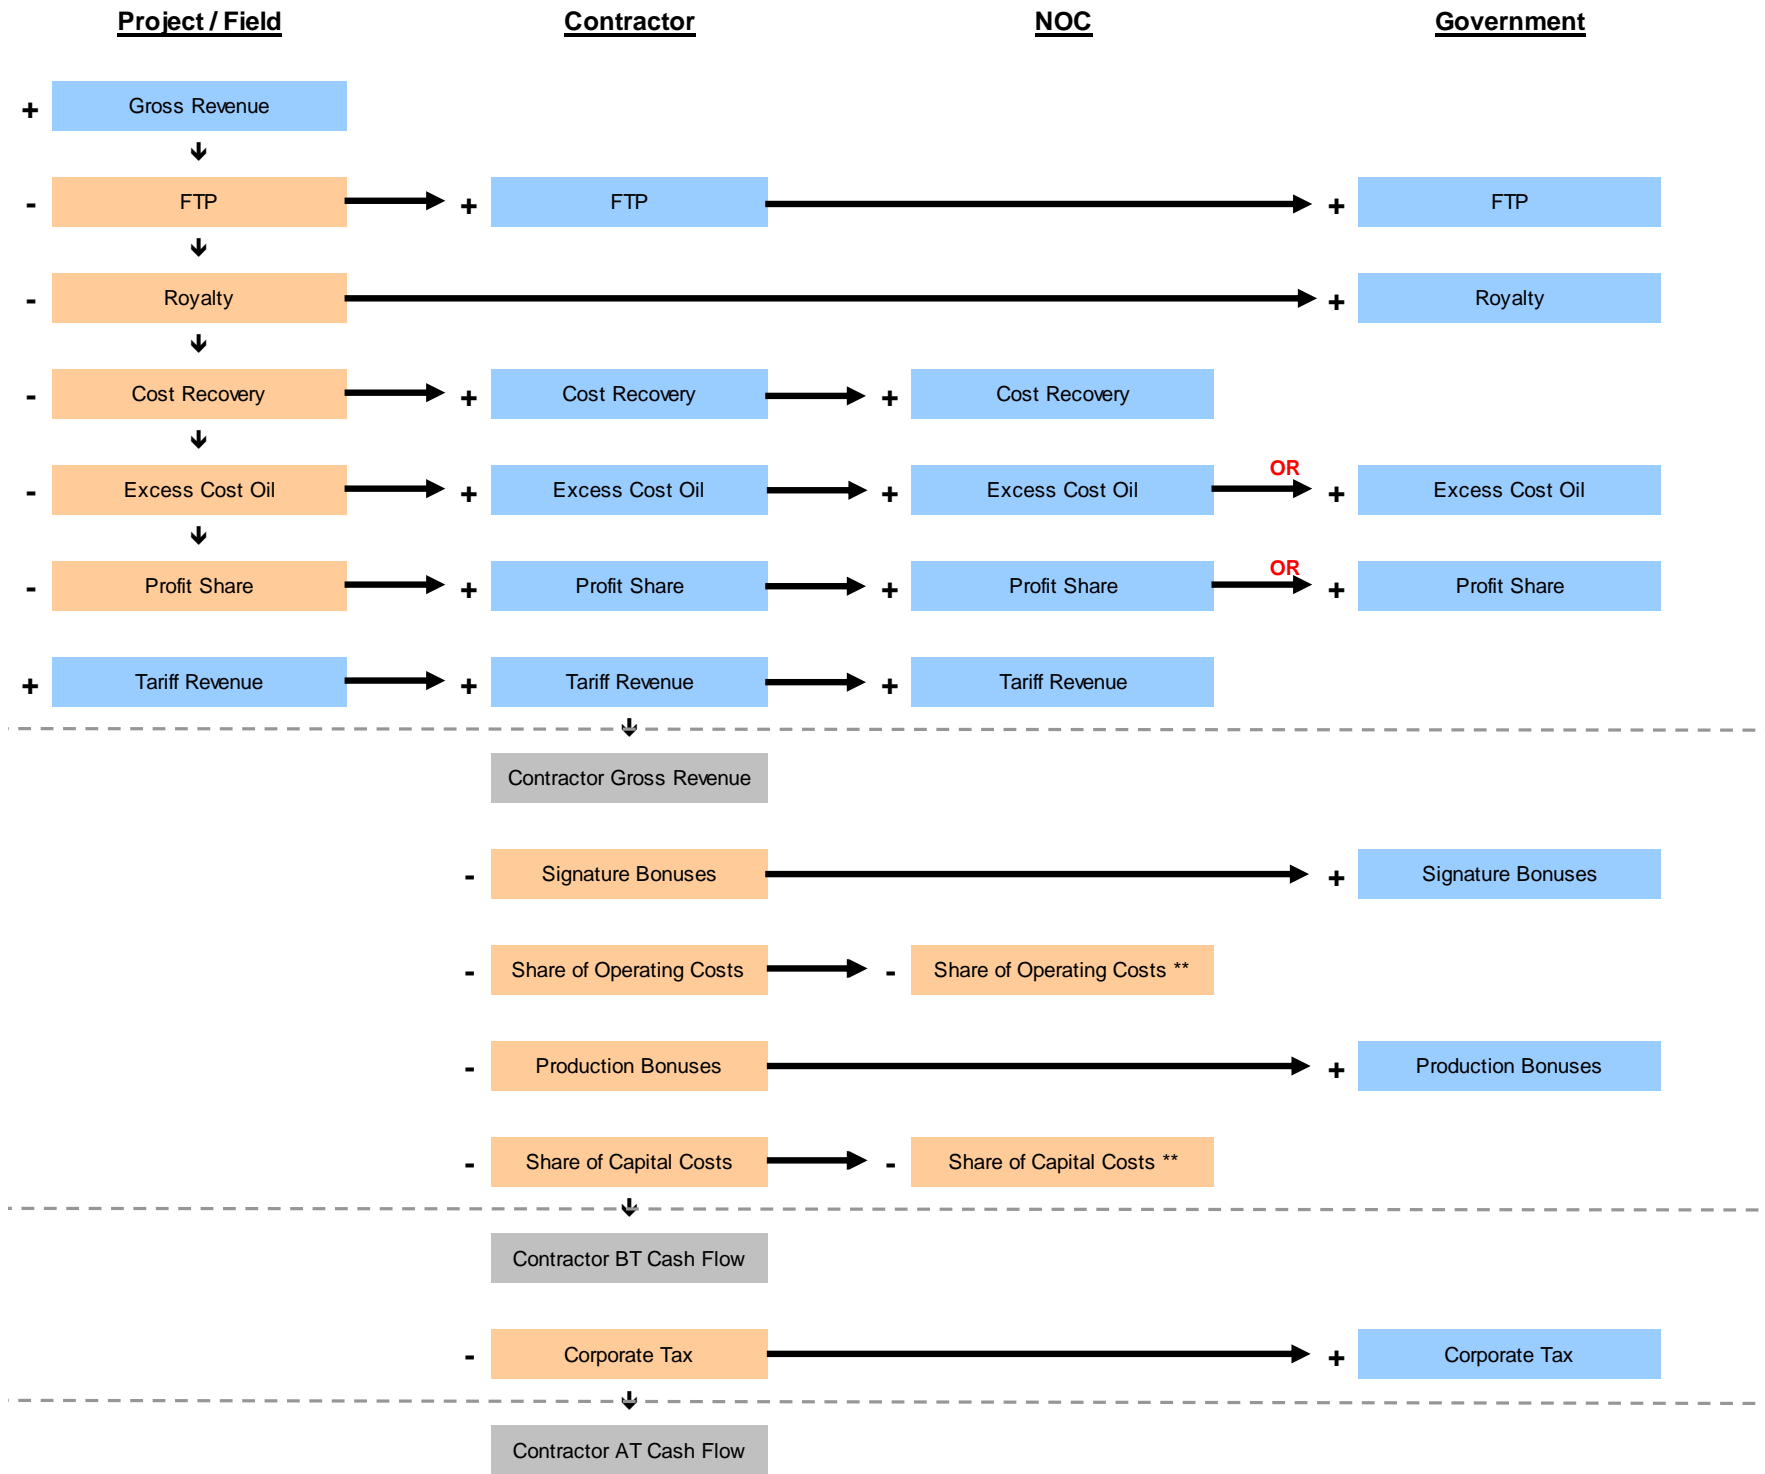 Project / Field Contractor NOC Government
+ Gross Revenue
- FTP + FTP + FTP
- Royalty + Royalty
- Cost Recovery + Cost Recovery + Cost Recovery
OR
- Excess Cost Oil + Excess Cost Oil + Excess Cost Oil + Excess Cost Oil
OR
- Profit Share + Profit Share + Profit Share + Profit Share
+ Tariff Revenue + Tariff Revenue + Tariff Revenue
Contractor Gross Revenue
- Signature Bonuses + Signature Bonuses
- Share of Operating Costs - Share of Operating Costs **
- Production Bonuses + Production Bonuses
- Share of Capital Costs - Share of Capital Costs **
Contractor BT Cash Flow
- Corporate Tax + Corporate Tax
Contractor AT Cash Flow